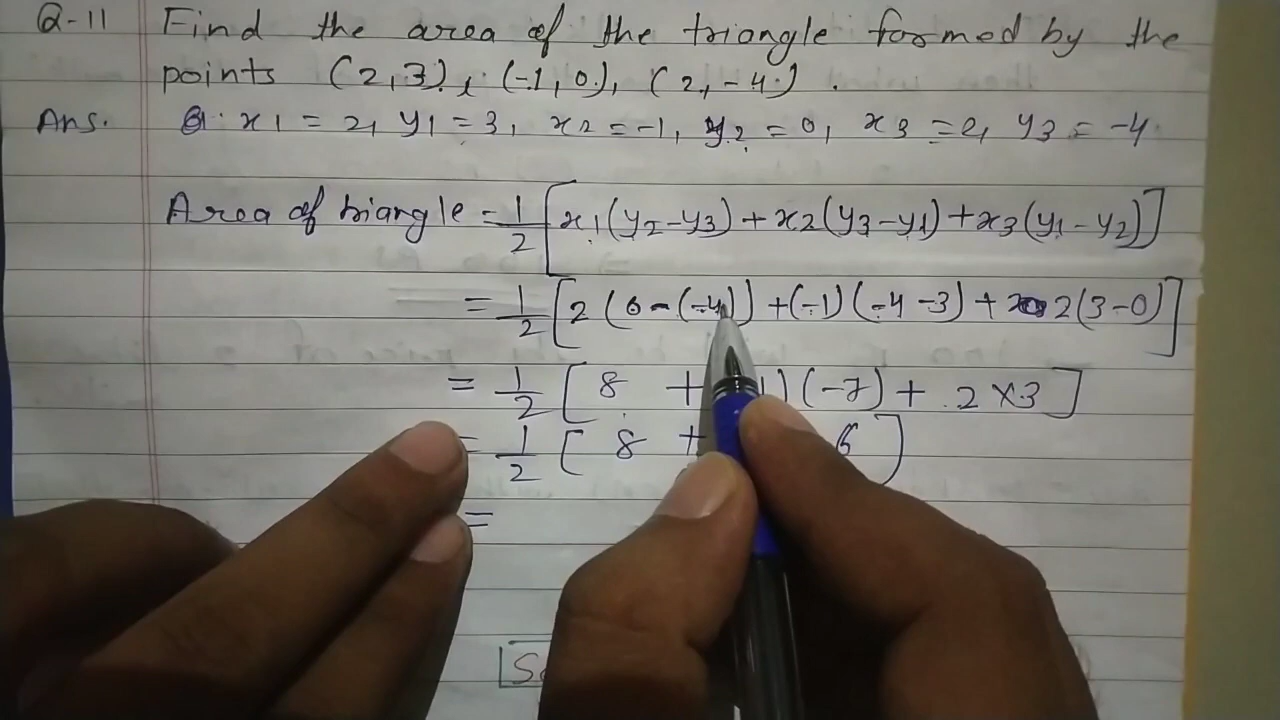 Q-11 Find the area of the triangle formed by the
points (2,3), (-1,0), (2,-4).
Ans. x1 = 2, y1 = 3, x2 = -1, y2 = 0, x3 = 2, y3 = -4
Area of triangle = 1/2 [x1(y2-y3) + x2(y3-y1) + x3(y1-y2)]
= 1/2 [2(0-(-4)) + (-1)(-4-3) + 2(3-0)]
= 1/2 [8 + 1)(-7) + 2×3]
= 1/2 [8 + 6]
=